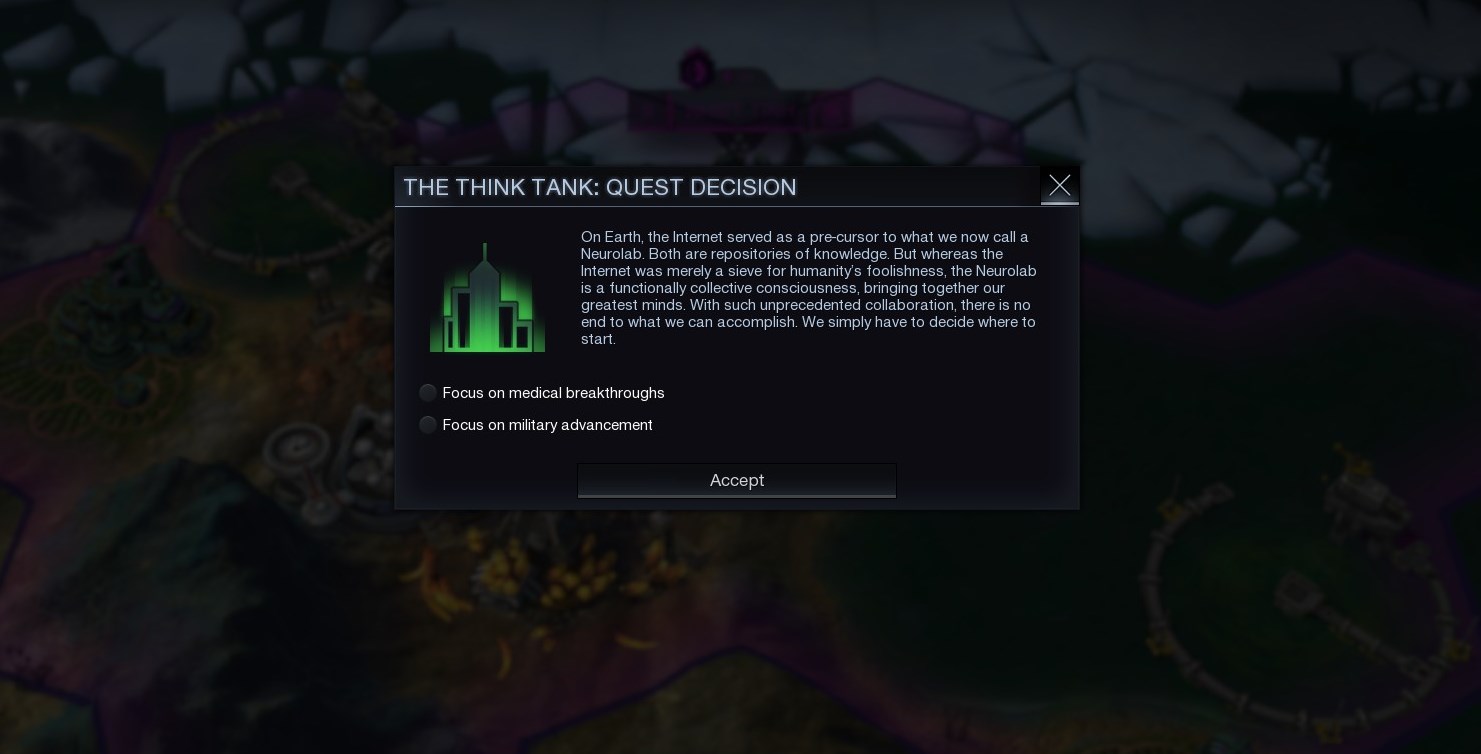 THE THINK TANK: QUEST DECISION
On Earth, the Internet served as a pre-cursor to what we now call a
Neurolab. Both are repositories of knowledge. But whereas the
Internet was merely a sieve for humanity's foolishness, the Neurolab
is a functionally collective consciousness, bringing together our
greatest minds. With such unprecedented collaboration, there is no
end to what we can accomplish. We simply have to decide where to
start.
Focus on medical breakthroughs
Focus on military advancement
Accept